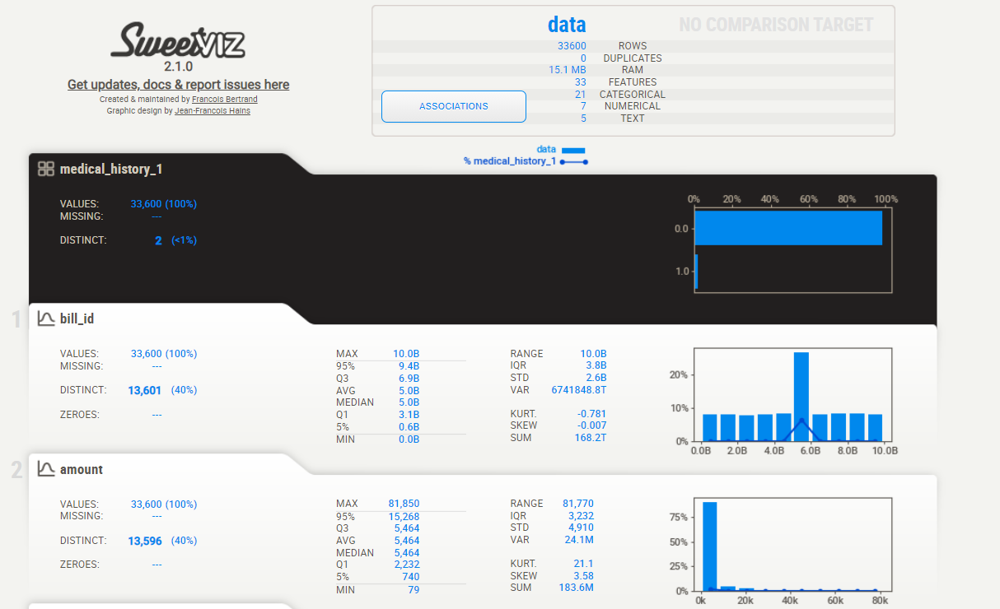 SweetVIZ
2.1.0
Get updates, docs & report issues here
Created & maintained by Francois Bertrand
Graphic design by Jean-Francois Hains
data
NO COMPARISON TARGET
33600 ROWS
0 DUPLICATES
15.1 MB RAM
33 FEATURES
21 CATEGORICAL
7 NUMERICAL
5 TEXT
ASSOCIATIONS
data
% medical_history_1
medical_history_1
VALUES: 33,600 (100%)
MISSING: ---
DISTINCT: 2 (<1%)
0% 20% 40% 60% 80% 100%
0.0
1.0
1
bill_id
VALUES: 33,600 (100%)
MISSING: ---
DISTINCT: 13,601 (40%)
ZEROES: ---
MAX 10.0B
95% 9.4B
Q3 6.9B
AVG 5.0B
MEDIAN 5.0B
Q1 3.1B
5% 0.6B
MIN 0.0B
RANGE 10.0B
IQR 3.8B
STD 2.6B
VAR 6741848.8T
KURT. -0.781
SKEW -0.007
SUM 168.2T
20%
10%
0%
0.0B 2.0B 4.0B 6.0B 8.0B 10.0B
2
amount
VALUES: 33,600 (100%)
MISSING: ---
DISTINCT: 13,596 (40%)
ZEROES: ---
MAX 81,850
95% 15,268
Q3 5,464
AVG 5,464
MEDIAN 5,464
Q1 2,232
5% 740
MIN 79
RANGE 81,770
IQR 3,232
STD 4,910
VAR 24.1M
KURT. 21.1
SKEW 3.58
SUM 183.6M
75%
50%
25%
0%
0k 20k 40k 60k 80k